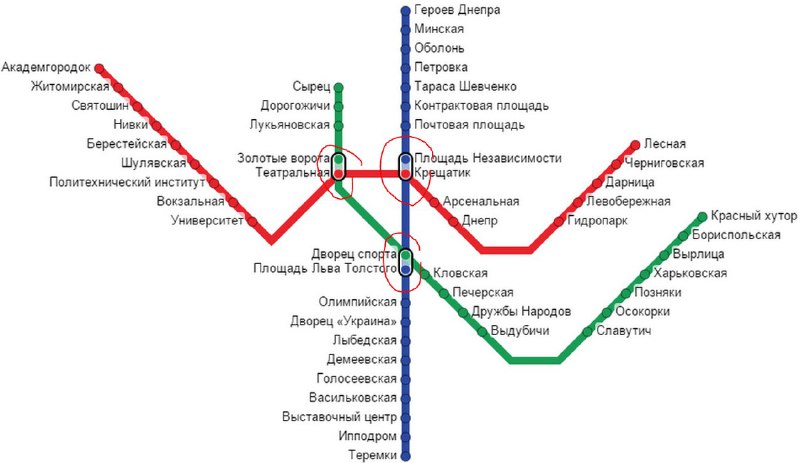 Героев Днепра
Минская
Оболонь
Петровка
Тараса Шевченко
Контрактовая площадь
Почтовая площадь
Площадь Независимости
Крещатик
Академгородок
Житомирская
Святошин
Нивки
Берестейская
Шулявская
Политехнический институт
Вокзальная
Университет
Сырец
Дорогожичи
Лукьяновская
Золотые ворота
Театральная
Арсенальная
Днепр
Лесная
Черниговская
Дарница
Левобережная
Гидропарк
Дворец спорта
Площадь Льва Толстого
Кловская
Печерская
Дружбы Народов
Выдубичи
Красный хутор
Бориспольская
Вырлица
Харьковская
Позняки
Осокорки
Славутич
Олимпийская
Дворец «Украина»
Лыбедская
Демеевская
Голосеевская
Васильковская
Выставочный центр
Ипподром
Теремки